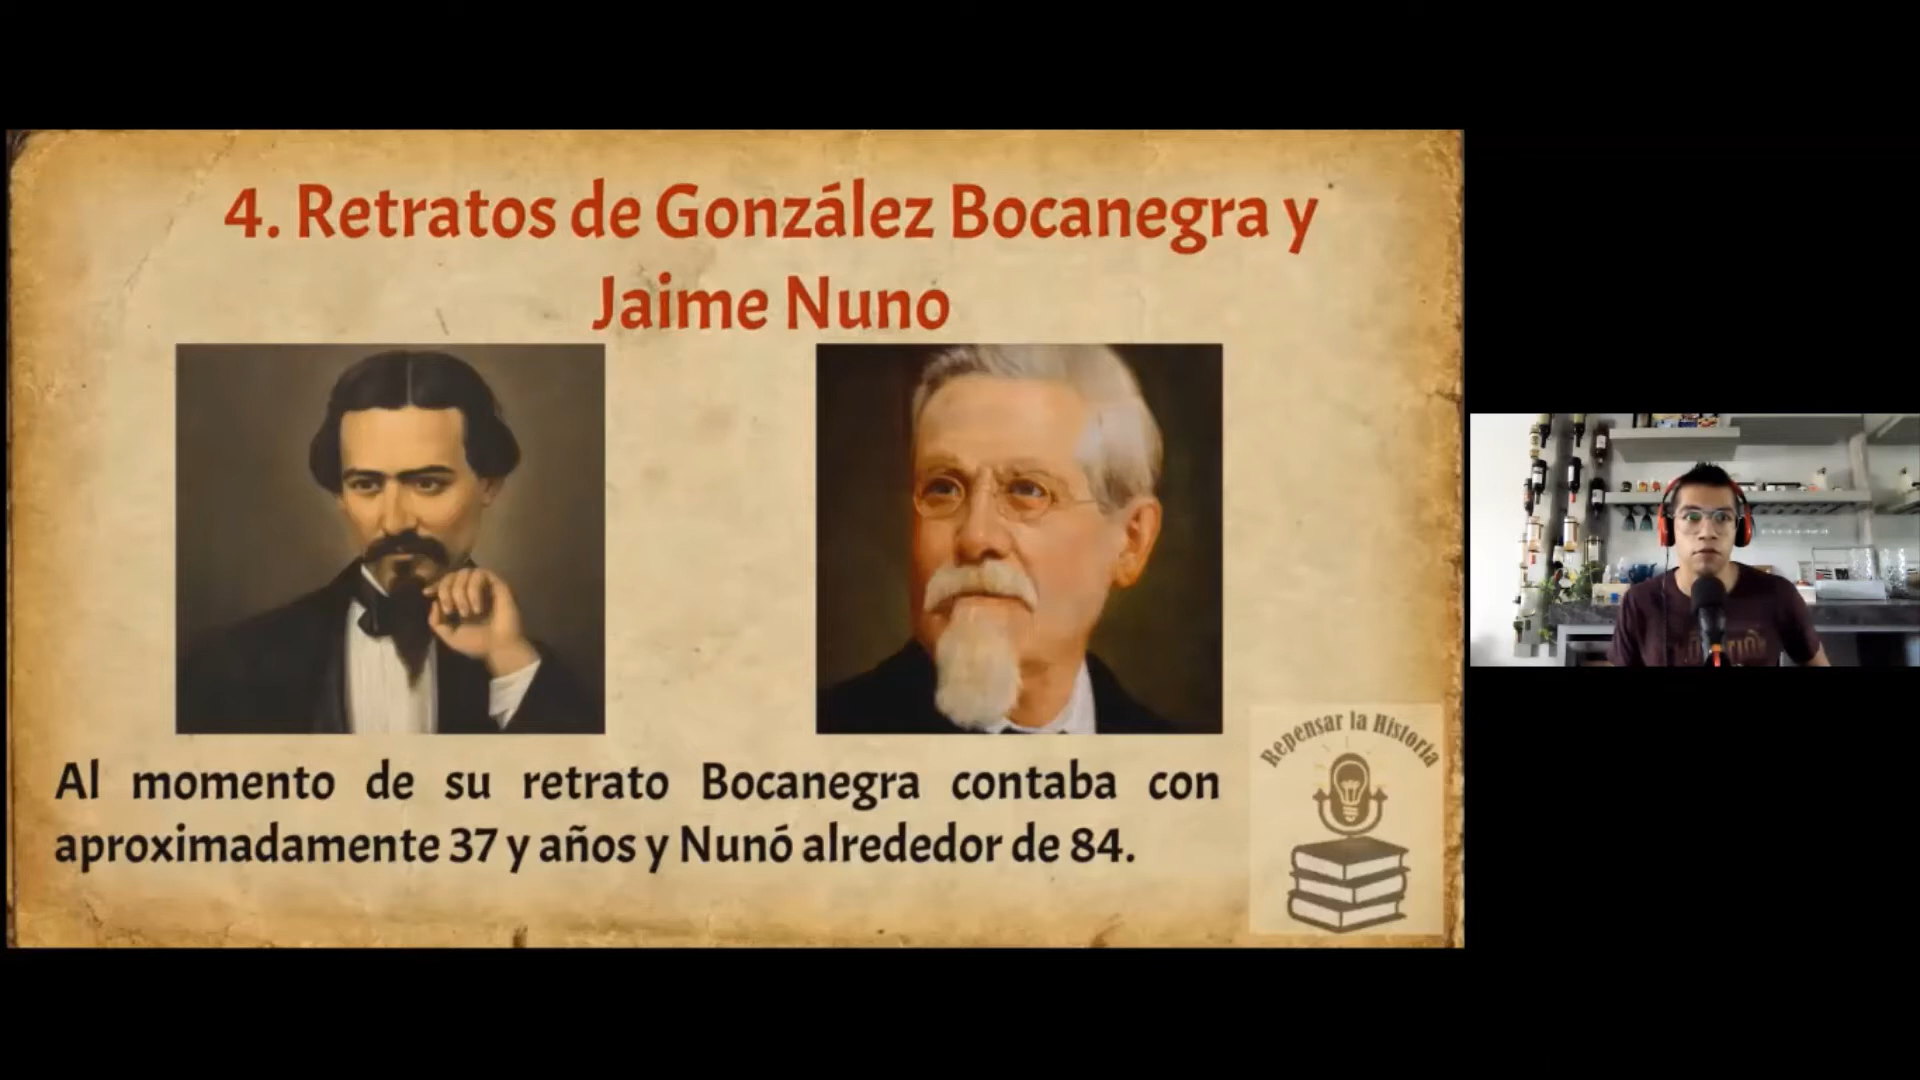 4. Retratos de González Bocanegra y
Jaime Nuno
Al momento de su retrato Bocanegra contaba con
aproximadamente 37 y años y Nunó alrededor de 84.
Repensar la Historia